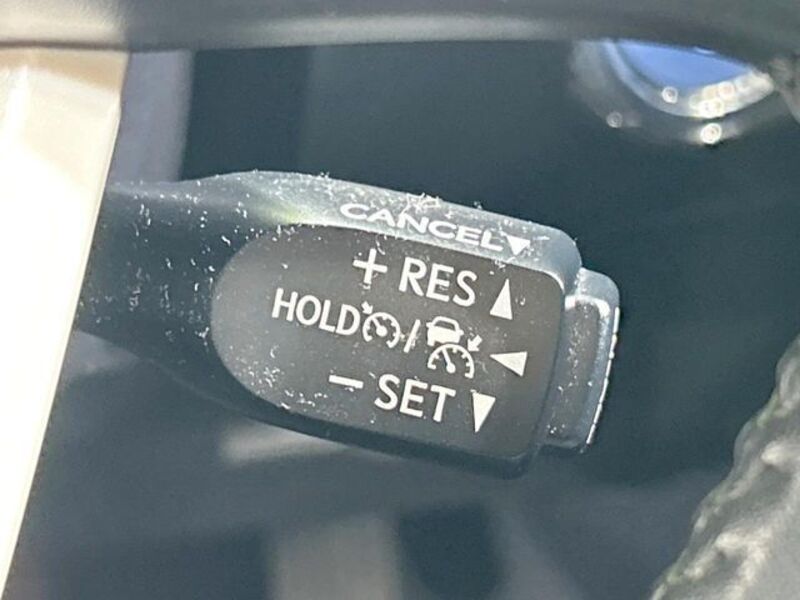 CANCEL▼
+ RES ▲
HOLD / ◀
− SET ▼